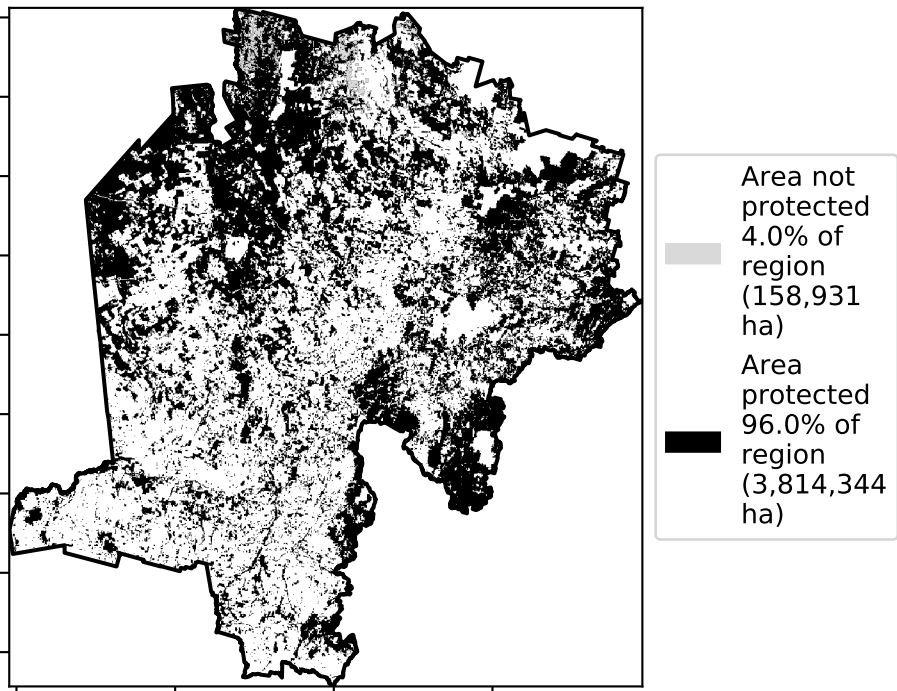 Area not
protected
4.0% of
region
(158,931
ha)
Area
protected
96.0% of
region
(3,814,344
ha)